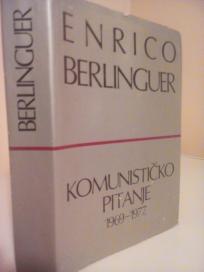 BERLINGUER
ENRICO
BERLINGUER
KOMUNISTIČKO
PITANJE
1969-1977